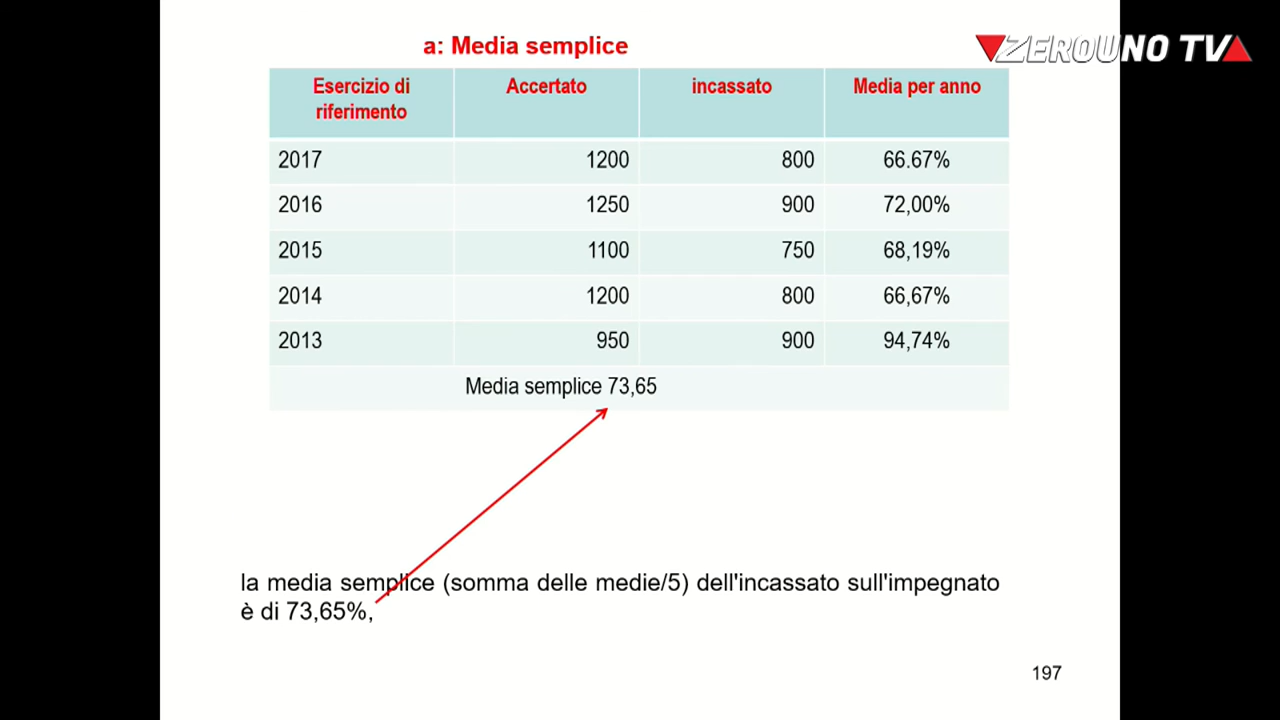 a: Media semplice
ZEROUNO TV
Esercizio di riferimento Accertato incassato Media per anno
2017 1200 800 66.67%
2016 1250 900 72,00%
2015 1100 750 68,19%
2014 1200 800 66,67%
2013 950 900 94,74%
Media semplice 73,65
la media semplice (somma delle medie/5) dell'incassato sull'impegnato
è di 73,65%,
197